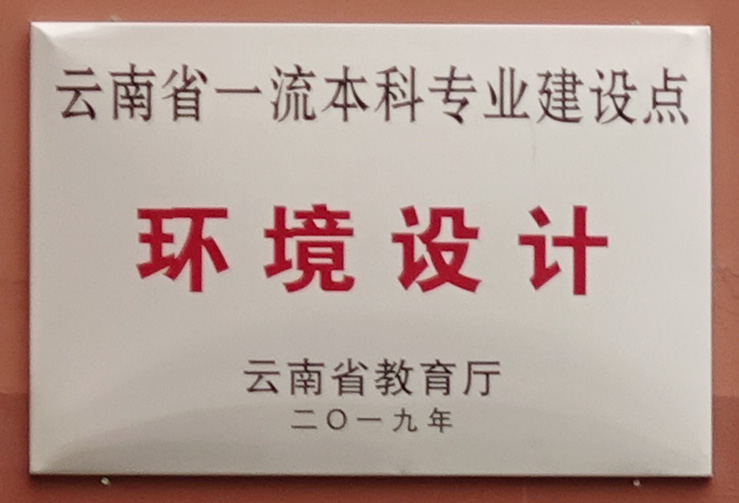 云南省一流本科专业建设点
环境设计
云南省教育厅
二〇一九年